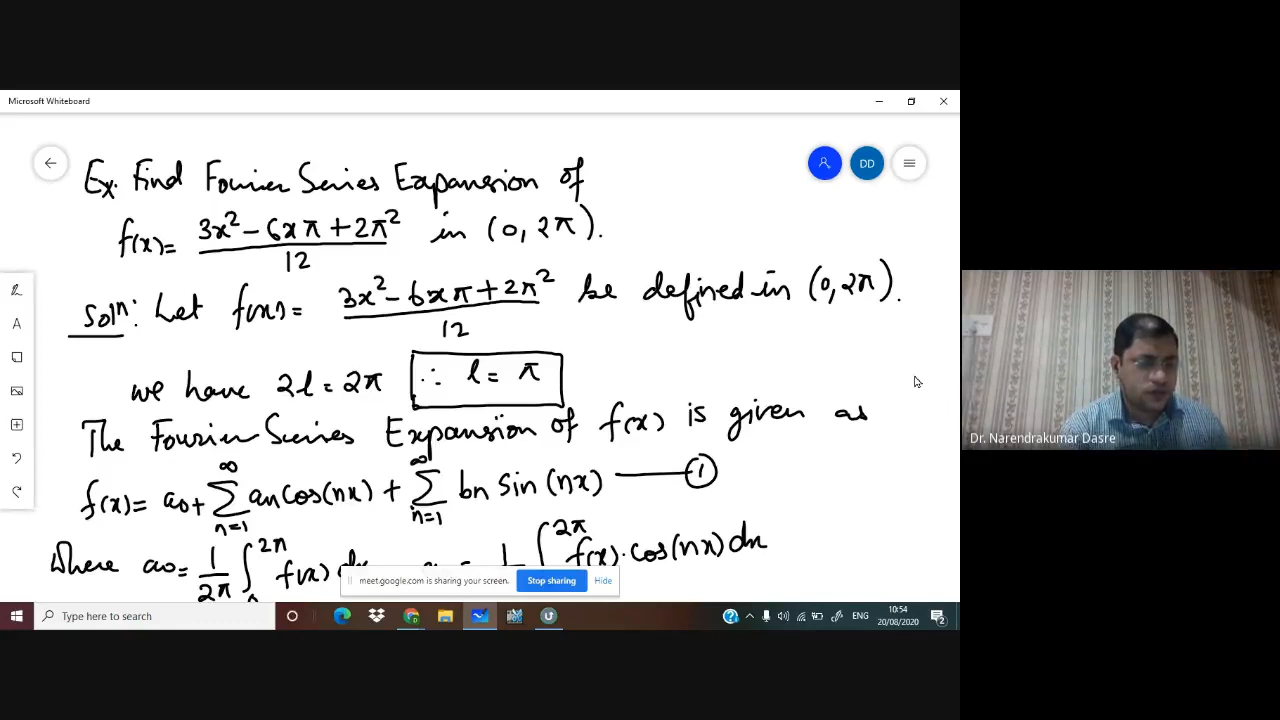 Microsoft Whiteboard
Ex. Find Fourier Series Expansion of
f(x)= 3x² - 6xπ + 2π² / 12 in (0, 2π).
Soln: Let f(x)= 3x² - 6xπ + 2π² / 12 be defined in (0, 2π).
we have 2l = 2π ∴ l = π
The Fourier Series Expansion of f(x) is given as
f(x)= a0 + ∑ n=1 ∞ an cos(nx) + ∑ n=1 ∞ bn sin(nx) —— ①
Where a0 = 1/2π ∫ 2π f(x) dx ∫ 2π f(x)·cos(nx) dx
DD
Dr. Narendrakumar Dasre
meet.google.com is sharing your screen. Stop sharing Hide
Type here to search
ENG
10:54
20/08/2020
2